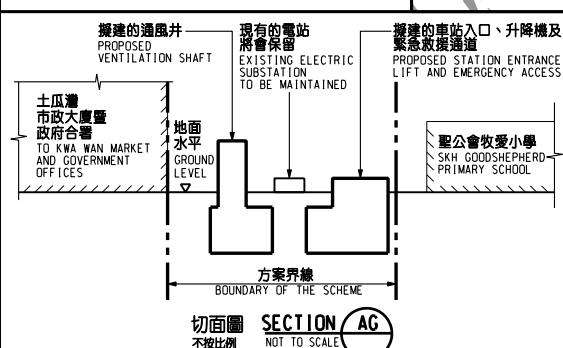 擬建的通風井
PROPOSED
VENTILATION SHAFT
現有的電站
將會保留
EXISTING ELECTRIC
SUBSTATION
TO BE MAINTAINED
擬建的車站入口、升降機及
緊急救援通道
PROPOSED STATION ENTRANCE
LIFT AND EMERGENCY ACCESS
土瓜灣
市政大廈暨
政府合署
TO KWA WAN MARKET
AND GOVERNMENT
OFFICES
地面
水平
GROUND
LEVEL
聖公會牧愛小學
SKH GOODSHEPHERD
PRIMARY SCHOOL
方案界線
BOUNDARY OF THE SCHEME
切面圖 SECTION AG
不按比例 NOT TO SCALE